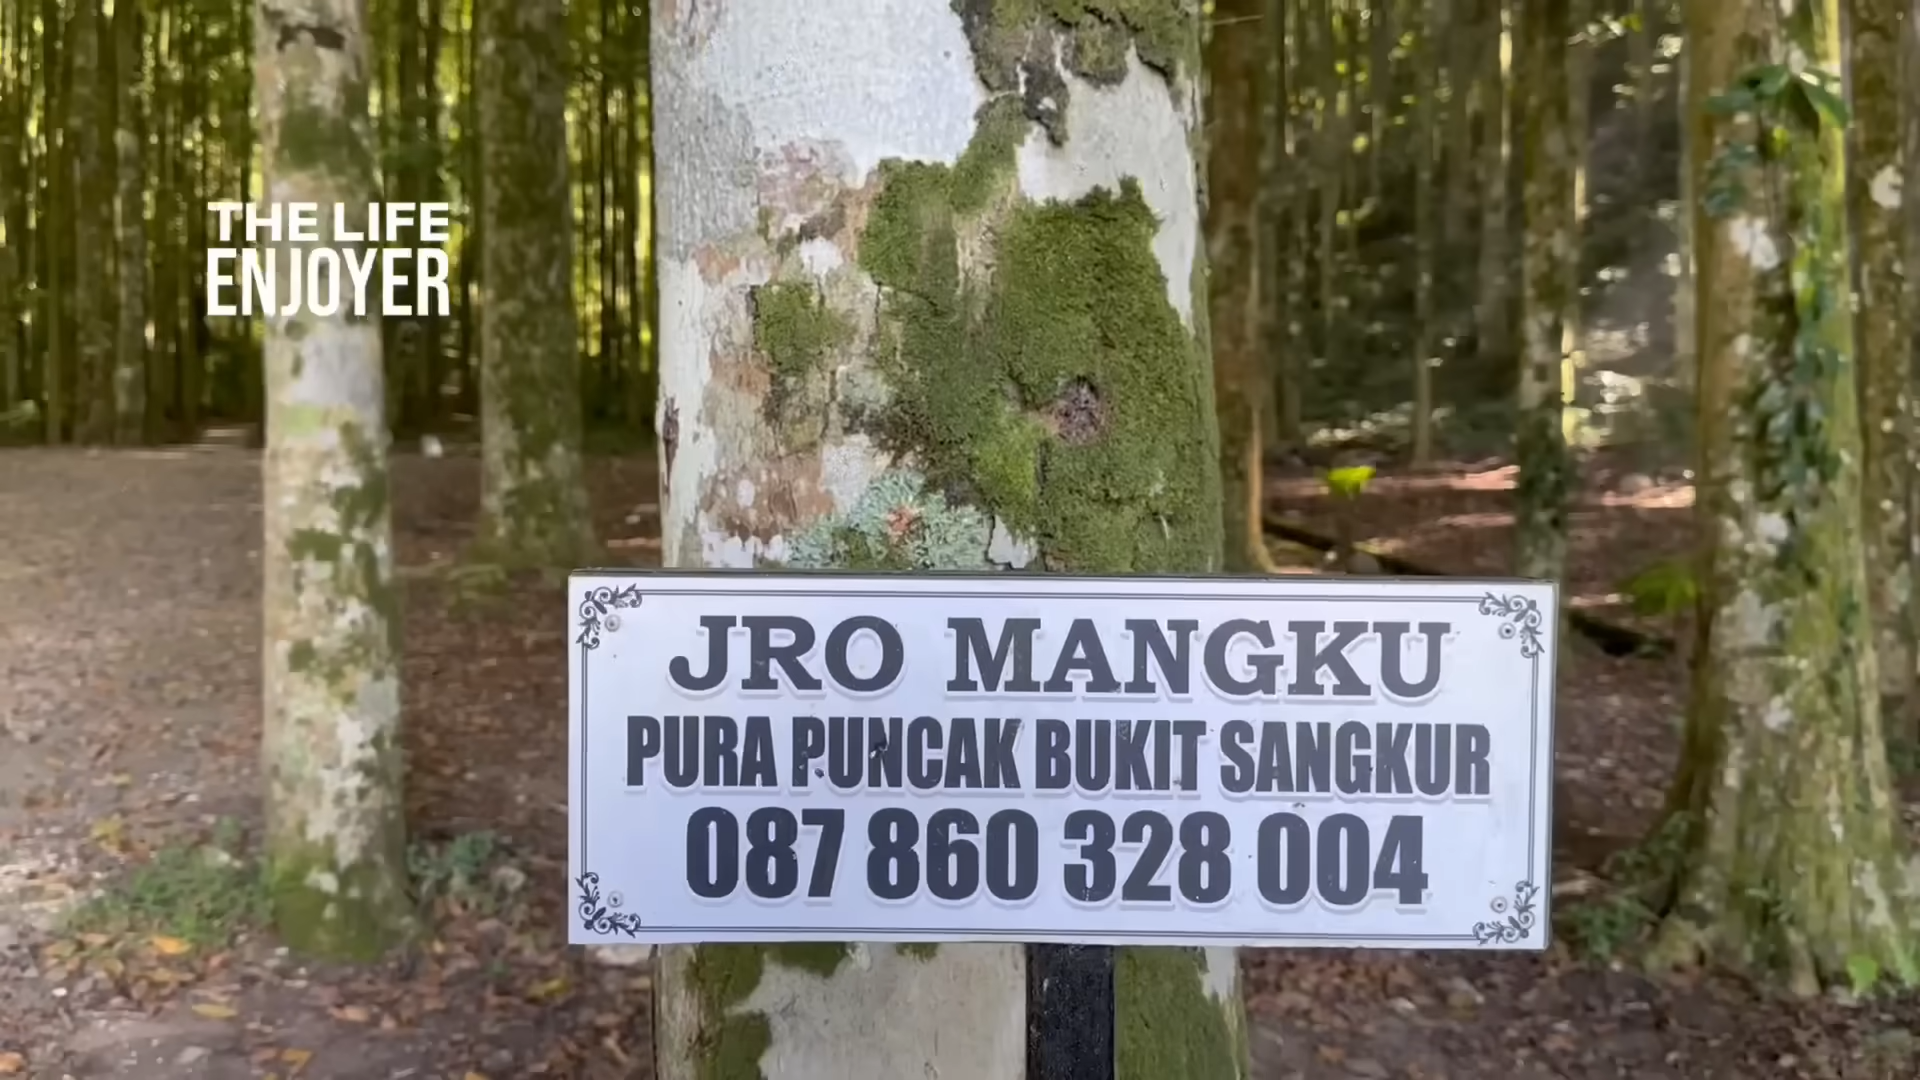 THE LIFE
ENJOYER
JRO MANGKU
PURA PUNCAK BUKIT SANGKUR
087 860 328 004